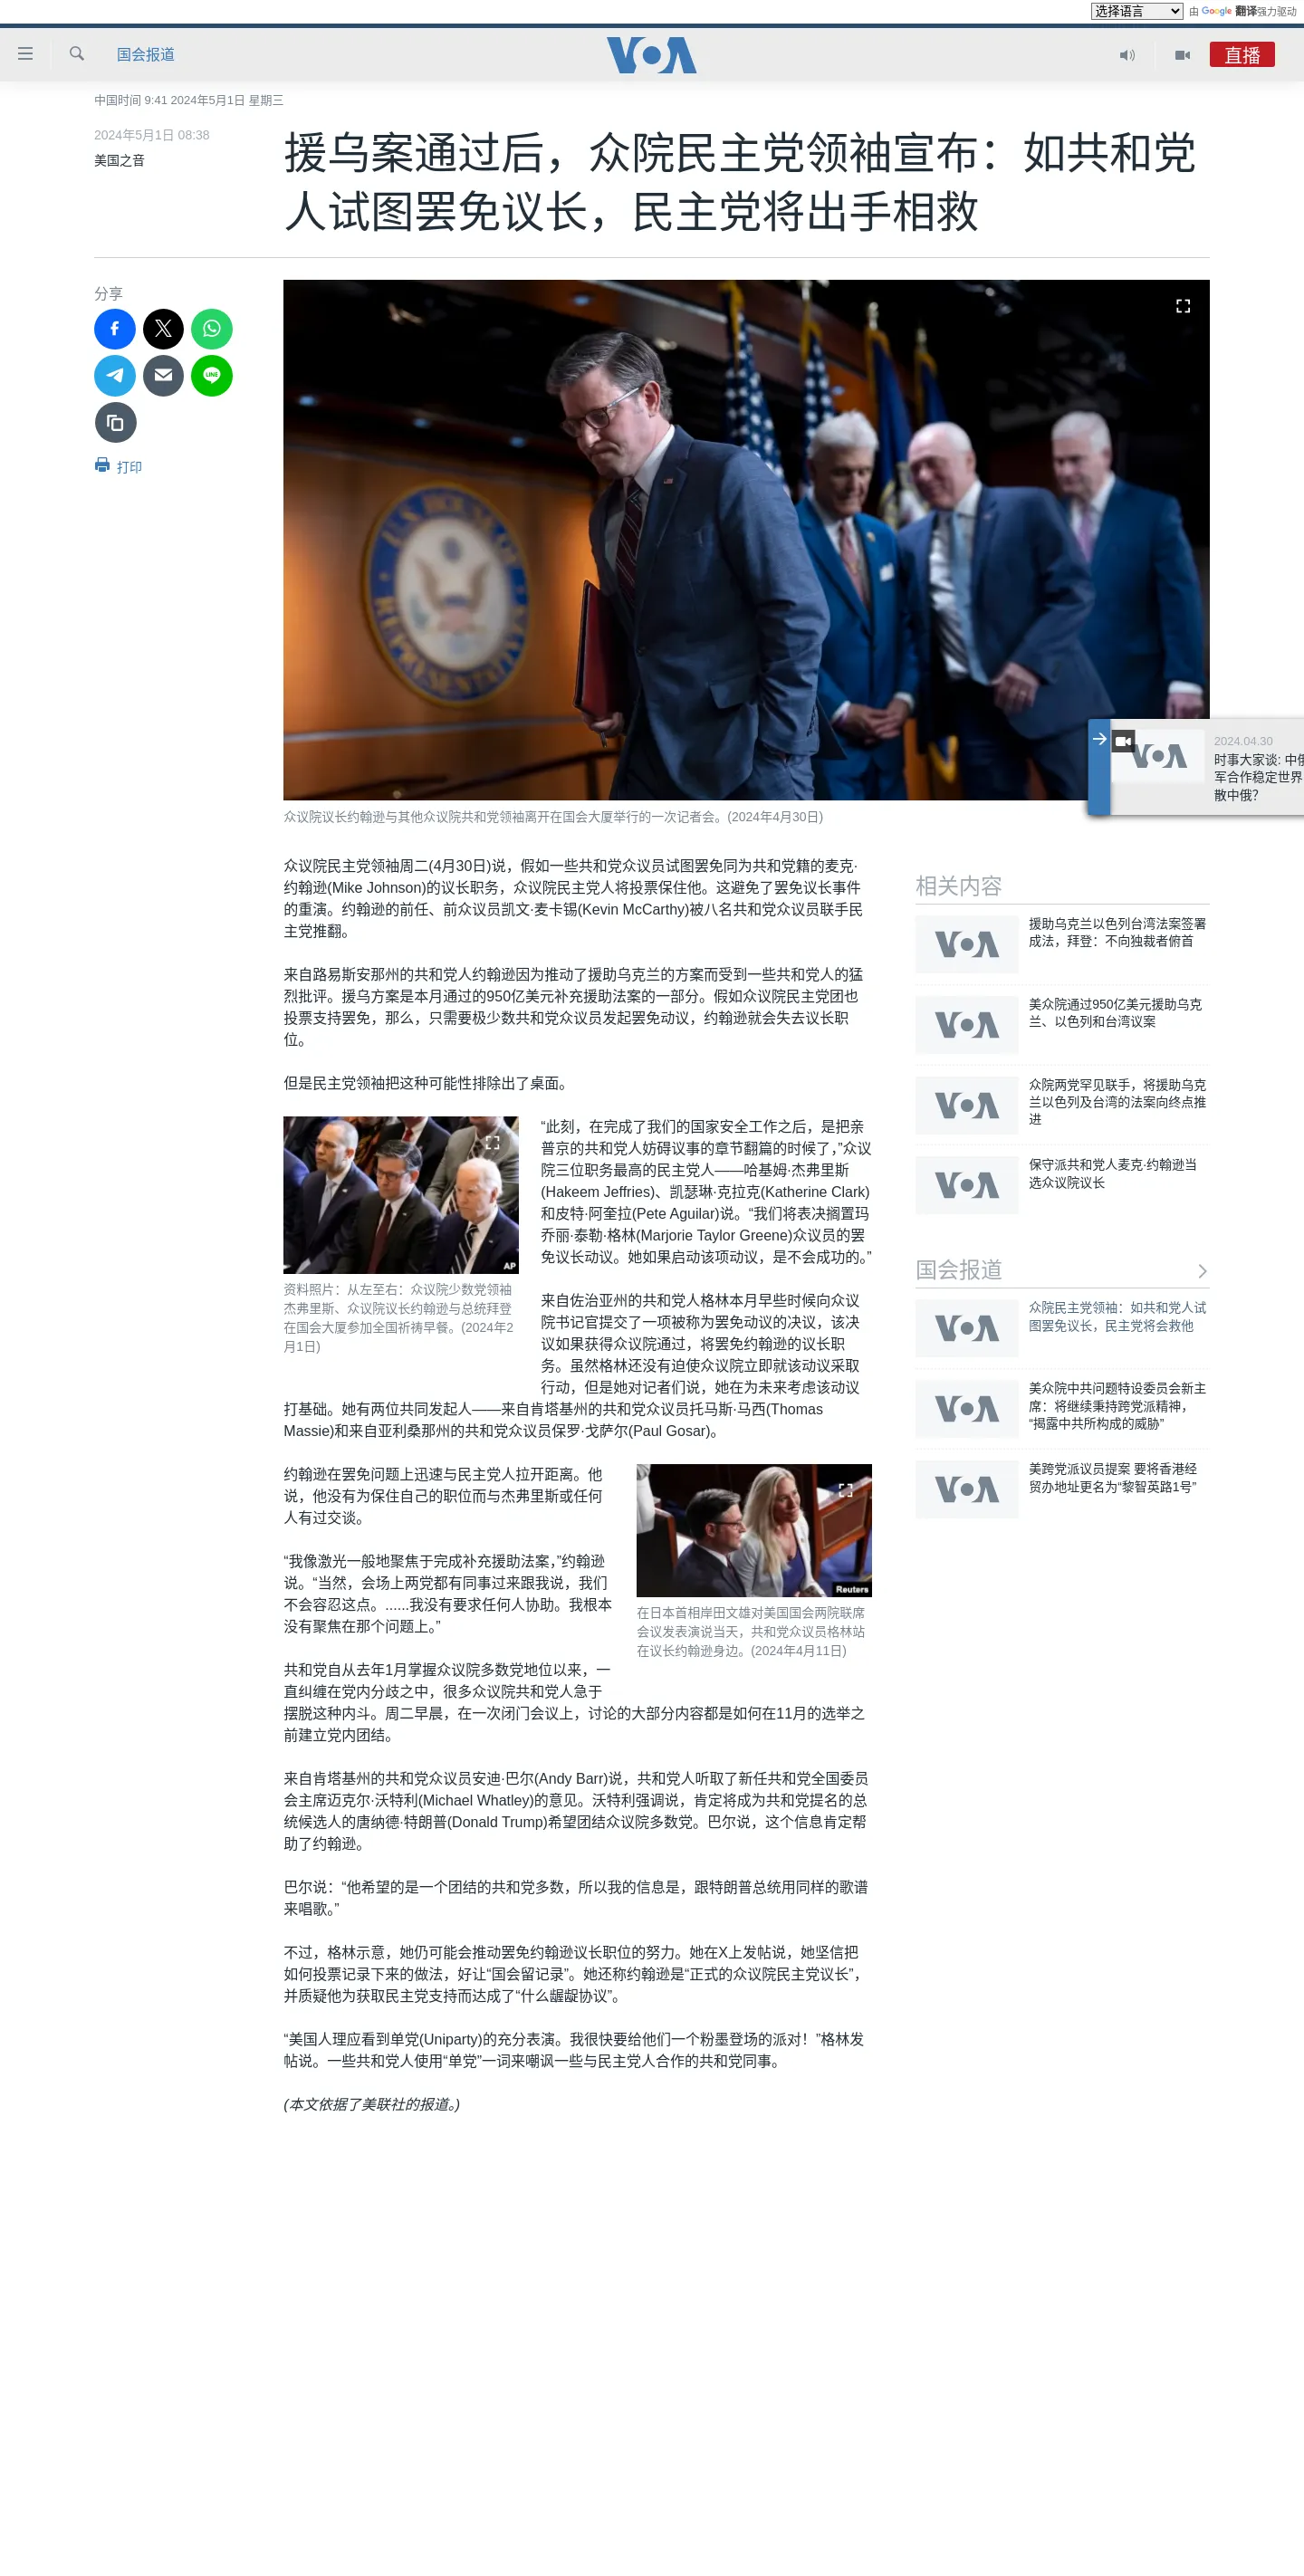 选择语言
由 Google 翻译强力驱动
国会报道
VOA
直播
中国时间 9:41 2024年5月1日 星期三
2024年5月1日 08:38
美国之音
援乌案通过后，众院民主党领袖宣布：如共和党
人试图罢免议长，民主党将出手相救
分享
LINE
打印
众议院议长约翰逊与其他众议院共和党领袖离开在国会大厦举行的一次记者会。(2024年4月30日)
2024.04.30
时事大家谈: 中俄
军合作稳定世界
散中俄?
众议院民主党领袖周二(4月30日)说，假如一些共和党众议员试图罢免同为共和党籍的麦克·
约翰逊(Mike Johnson)的议长职务，众议院民主党人将投票保住他。这避免了罢免议长事件
的重演。约翰逊的前任、前众议员凯文·麦卡锡(Kevin McCarthy)被八名共和党众议员联手民
主党推翻。
来自路易斯安那州的共和党人约翰逊因为推动了援助乌克兰的方案而受到一些共和党人的猛
烈批评。援乌方案是本月通过的950亿美元补充援助法案的一部分。假如众议院民主党团也
投票支持罢免，那么，只需要极少数共和党众议员发起罢免动议，约翰逊就会失去议长职
位。
但是民主党领袖把这种可能性排除出了桌面。
AP
资料照片：从左至右：众议院少数党领袖
杰弗里斯、众议院议长约翰逊与总统拜登
在国会大厦参加全国祈祷早餐。(2024年2
月1日)
“此刻，在完成了我们的国家安全工作之后，是把亲
普京的共和党人妨碍议事的章节翻篇的时候了，”众议
院三位职务最高的民主党人——哈基姆·杰弗里斯
(Hakeem Jeffries)、凯瑟琳·克拉克(Katherine Clark)
和皮特·阿奎拉(Pete Aguilar)说。“我们将表决搁置玛
乔丽·泰勒·格林(Marjorie Taylor Greene)众议员的罢
免议长动议。她如果启动该项动议，是不会成功的。”
来自佐治亚州的共和党人格林本月早些时候向众议
院书记官提交了一项被称为罢免动议的决议，该决
议如果获得众议院通过，将罢免约翰逊的议长职
务。虽然格林还没有迫使众议院立即就该动议采取
行动，但是她对记者们说，她在为未来考虑该动议
打基础。她有两位共同发起人——来自肯塔基州的共和党众议员托马斯·马西(Thomas
Massie)和来自亚利桑那州的共和党众议员保罗·戈萨尔(Paul Gosar)。
约翰逊在罢免问题上迅速与民主党人拉开距离。他
说，他没有为保住自己的职位而与杰弗里斯或任何
人有过交谈。
Reuters
在日本首相岸田文雄对美国国会两院联席
会议发表演说当天，共和党众议员格林站
在议长约翰逊身边。(2024年4月11日)
“我像激光一般地聚焦于完成补充援助法案，”约翰逊
说。“当然，会场上两党都有同事过来跟我说，我们
不会容忍这点。......我没有要求任何人协助。我根本
没有聚焦在那个问题上。”
共和党自从去年1月掌握众议院多数党地位以来，一
直纠缠在党内分歧之中，很多众议院共和党人急于
摆脱这种内斗。周二早晨，在一次闭门会议上，讨论的大部分内容都是如何在11月的选举之
前建立党内团结。
来自肯塔基州的共和党众议员安迪·巴尔(Andy Barr)说，共和党人听取了新任共和党全国委员
会主席迈克尔·沃特利(Michael Whatley)的意见。沃特利强调说，肯定将成为共和党提名的总
统候选人的唐纳德·特朗普(Donald Trump)希望团结众议院多数党。巴尔说，这个信息肯定帮
助了约翰逊。
巴尔说：“他希望的是一个团结的共和党多数，所以我的信息是，跟特朗普总统用同样的歌谱
来唱歌。”
不过，格林示意，她仍可能会推动罢免约翰逊议长职位的努力。她在X上发帖说，她坚信把
如何投票记录下来的做法，好让“国会留记录”。她还称约翰逊是“正式的众议院民主党议长”，
并质疑他为获取民主党支持而达成了“什么龌龊协议”。
“美国人理应看到单党(Uniparty)的充分表演。我很快要给他们一个粉墨登场的派对！”格林发
帖说。一些共和党人使用“单党”一词来嘲讽一些与民主党人合作的共和党同事。
(本文依据了美联社的报道。)
相关内容
援助乌克兰以色列台湾法案签署
成法，拜登：不向独裁者俯首
美众院通过950亿美元援助乌克
兰、以色列和台湾议案
众院两党罕见联手，将援助乌克
兰以色列及台湾的法案向终点推
进
保守派共和党人麦克·约翰逊当
选众议院议长
国会报道
众院民主党领袖：如共和党人试
图罢免议长，民主党将会救他
美众院中共问题特设委员会新主
席：将继续秉持跨党派精神，
“揭露中共所构成的威胁”
美跨党派议员提案 要将香港经
贸办地址更名为“黎智英路1号”